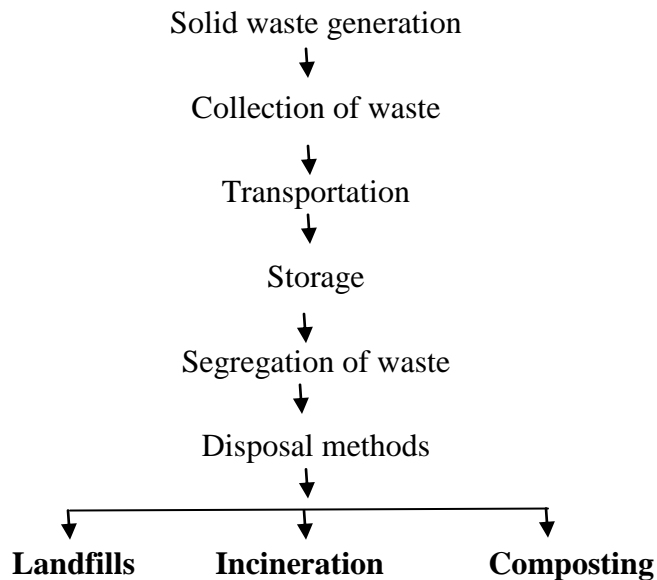 Solid waste generation
Collection of waste
Transportation
Storage
Segregation of waste
Disposal methods
Landfills Incineration Composting